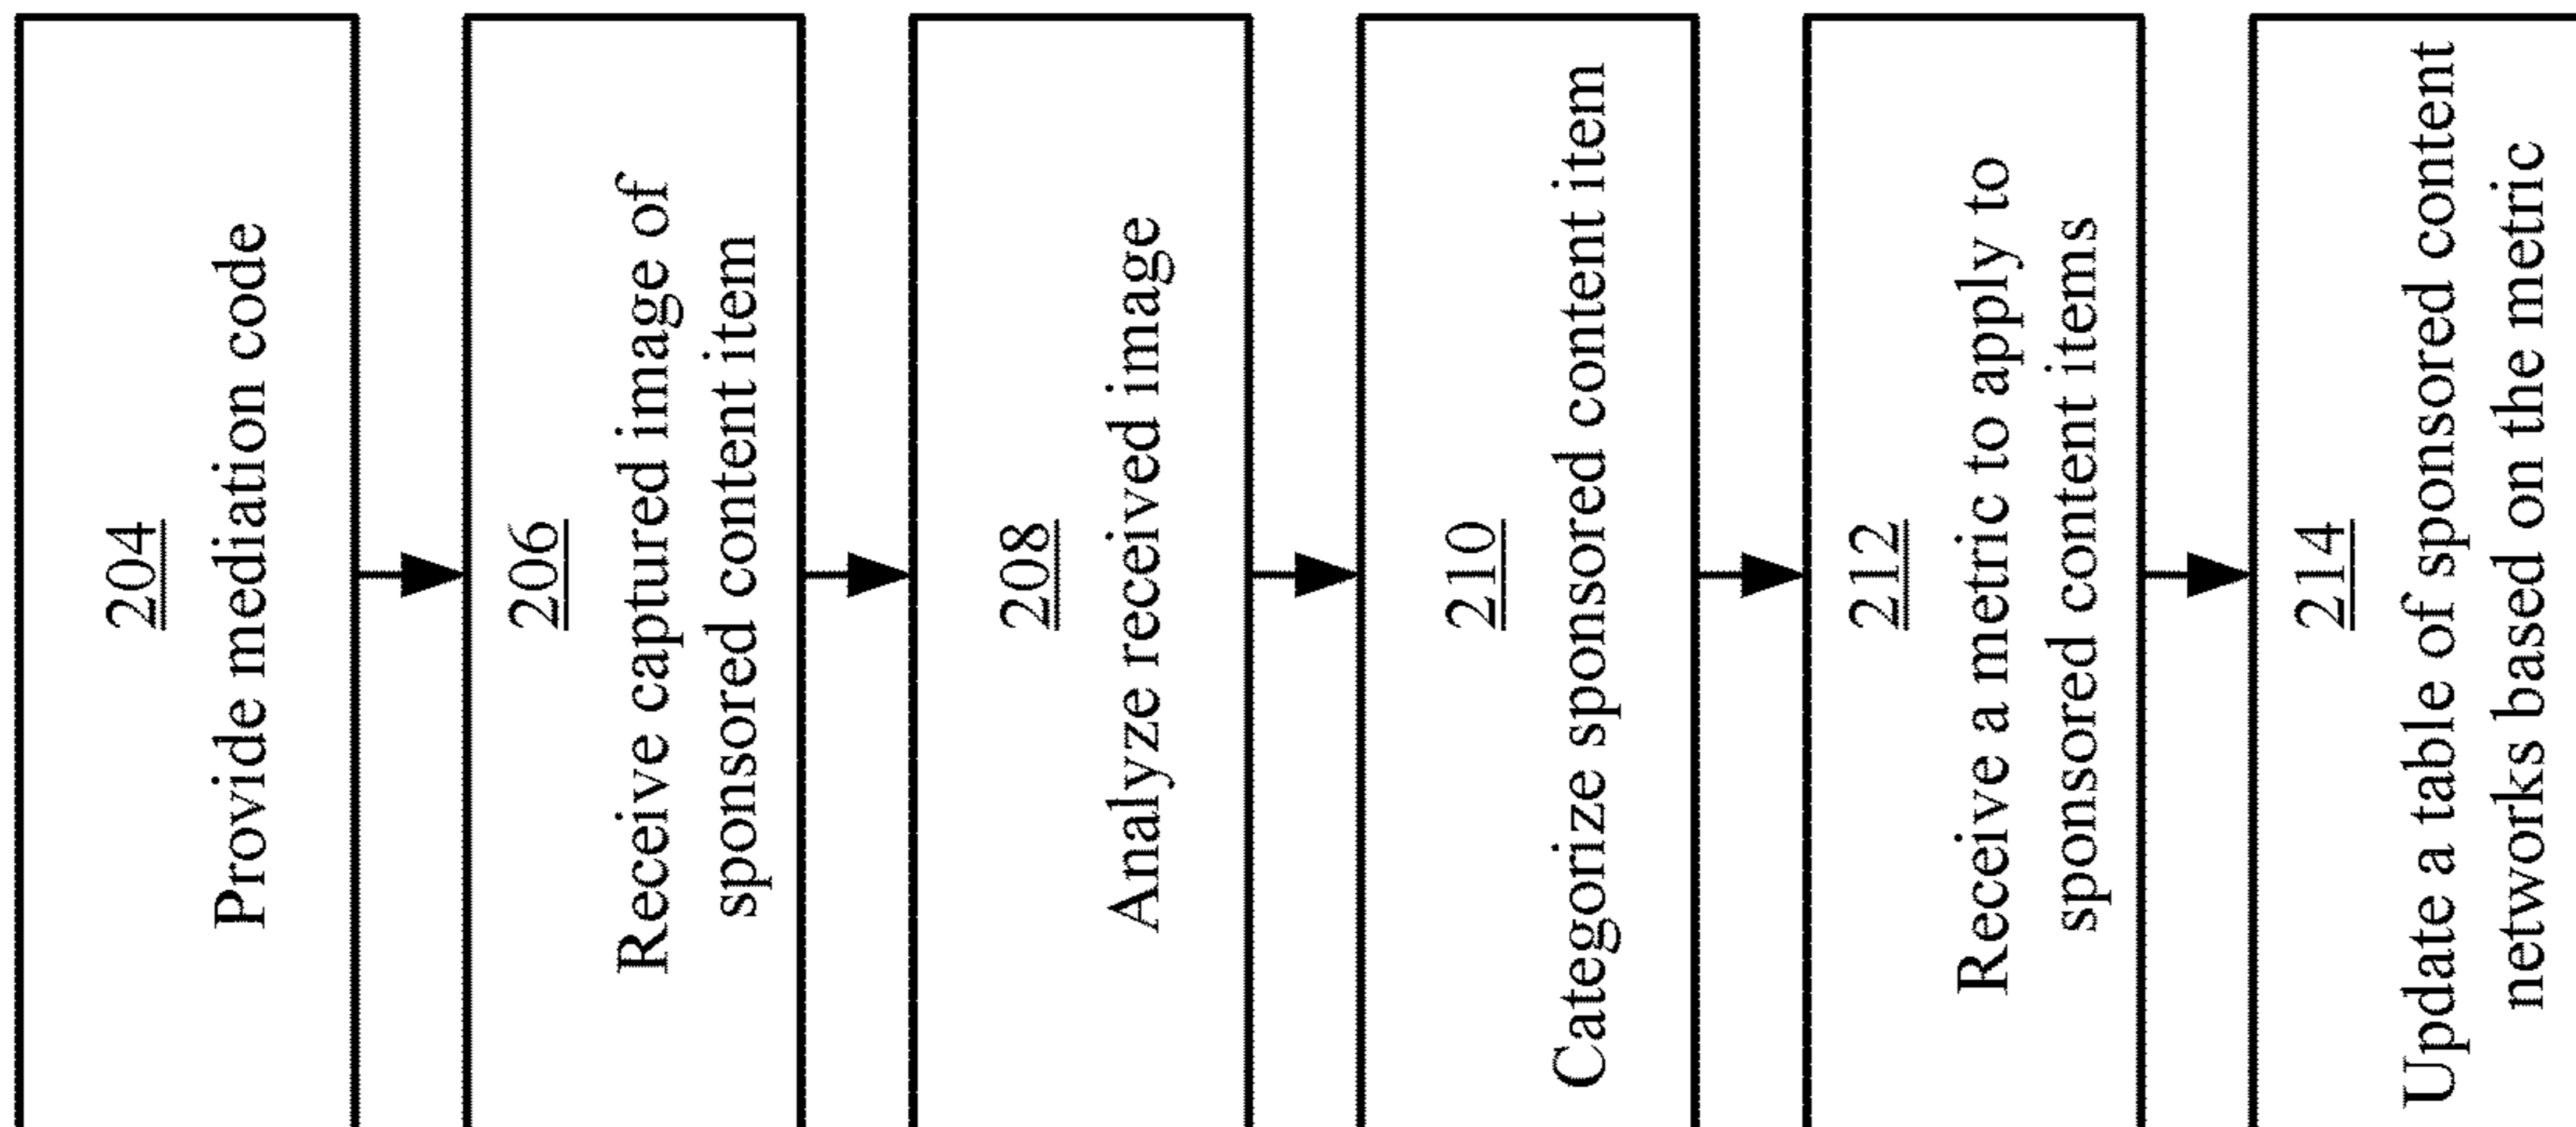 204
Provide mediation code
206
Receive captured image of
sponsored content item
208
Analyze received image
210
Categorize sponsored content item
212
Receive a metric to apply to
sponsored content items
214
Update a table of sponsored content
networks based on the metric